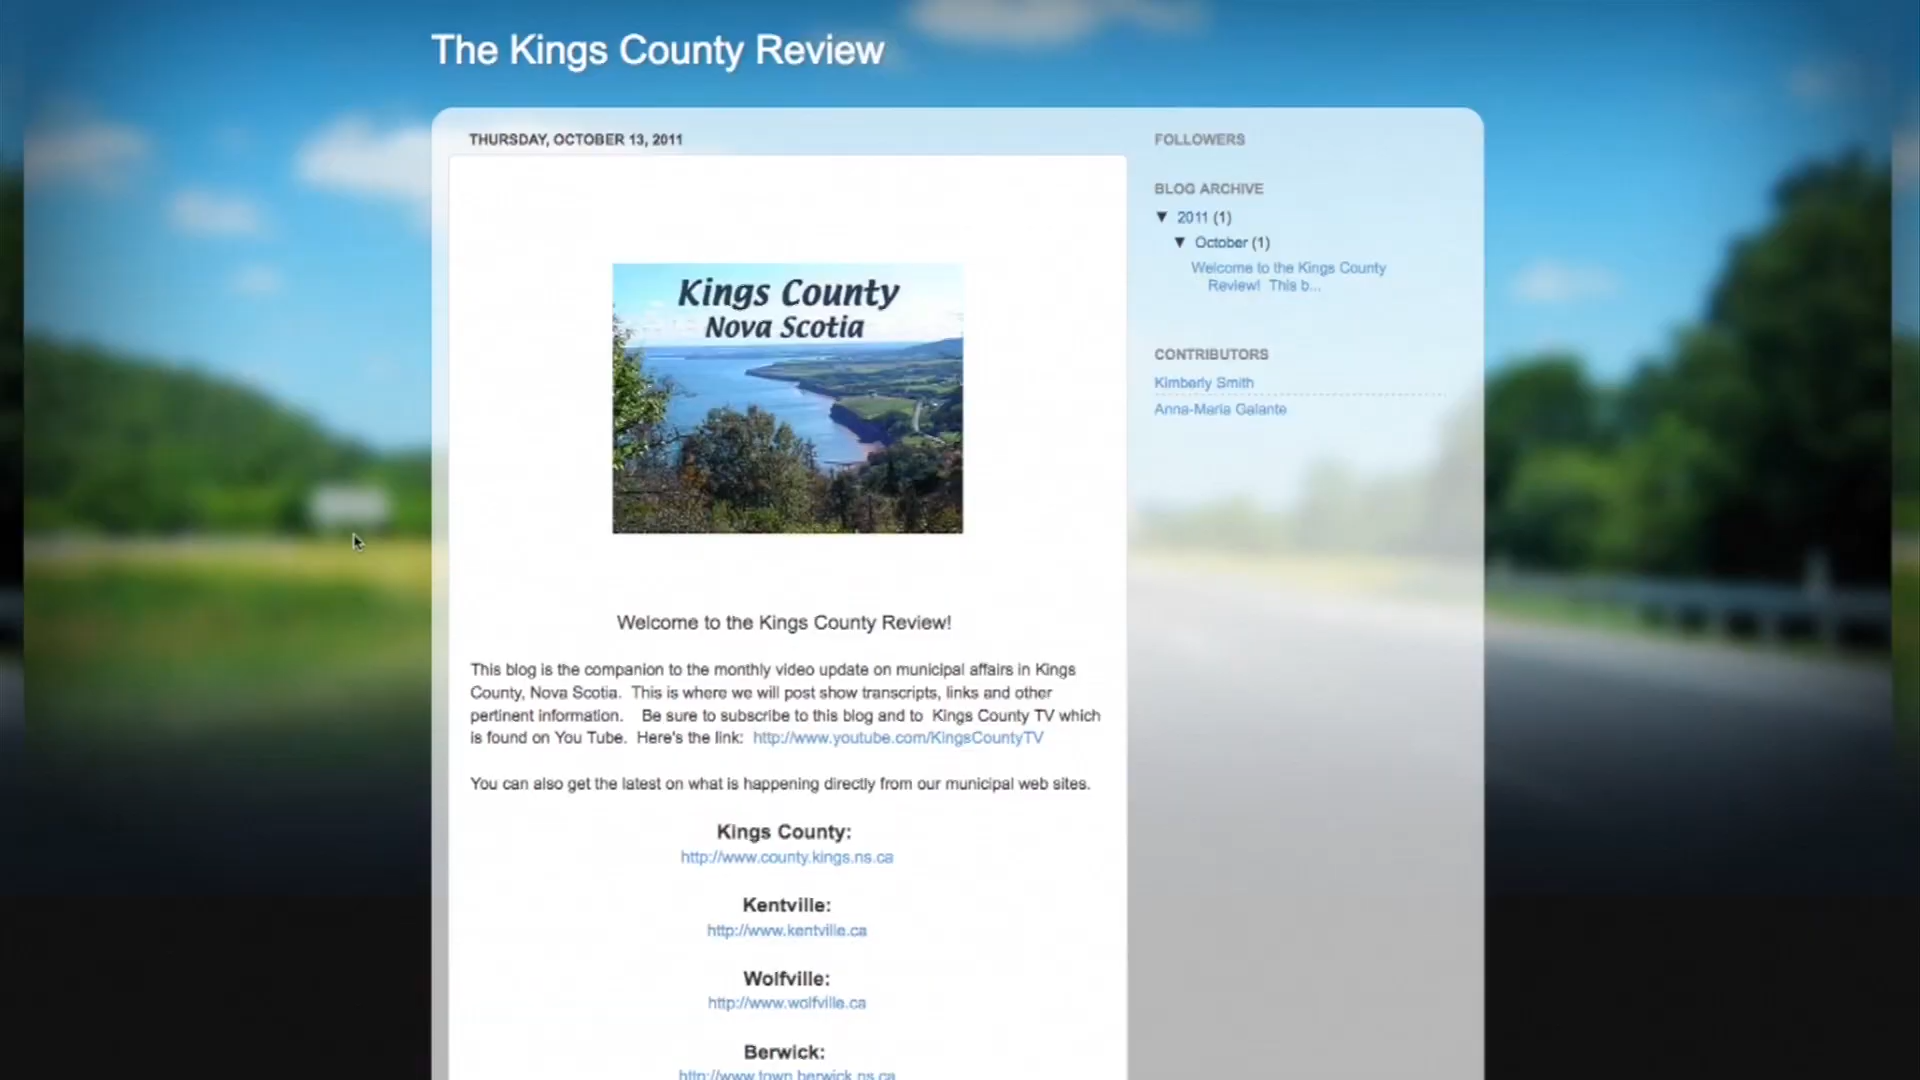 The Kings County Review
THURSDAY, OCTOBER 13, 2011
Kings County
Nova Scotia
Welcome to the Kings County Review!
This blog is the companion to the monthly video update on municipal affairs in Kings
County, Nova Scotia.  This is where we will post show transcripts, links and other
pertinent information.    Be sure to subscribe to this blog and to  Kings County TV which
is found on You Tube.  Here's the link:  http://www.youtube.com/KingsCountyTV
You can also get the latest on what is happening directly from our municipal web sites.
Kings County:
http://www.county.kings.ns.ca
Kentville:
http://www.kentville.ca
Wolfville:
http://www.wolfville.ca
Berwick:
http://www.town.berwick.ns.ca
FOLLOWERS
BLOG ARCHIVE
▼ 2011 (1)
▼ October (1)
Welcome to the Kings County
Review!  This b...
CONTRIBUTORS
Kimberly Smith
Anna-Maria Galante